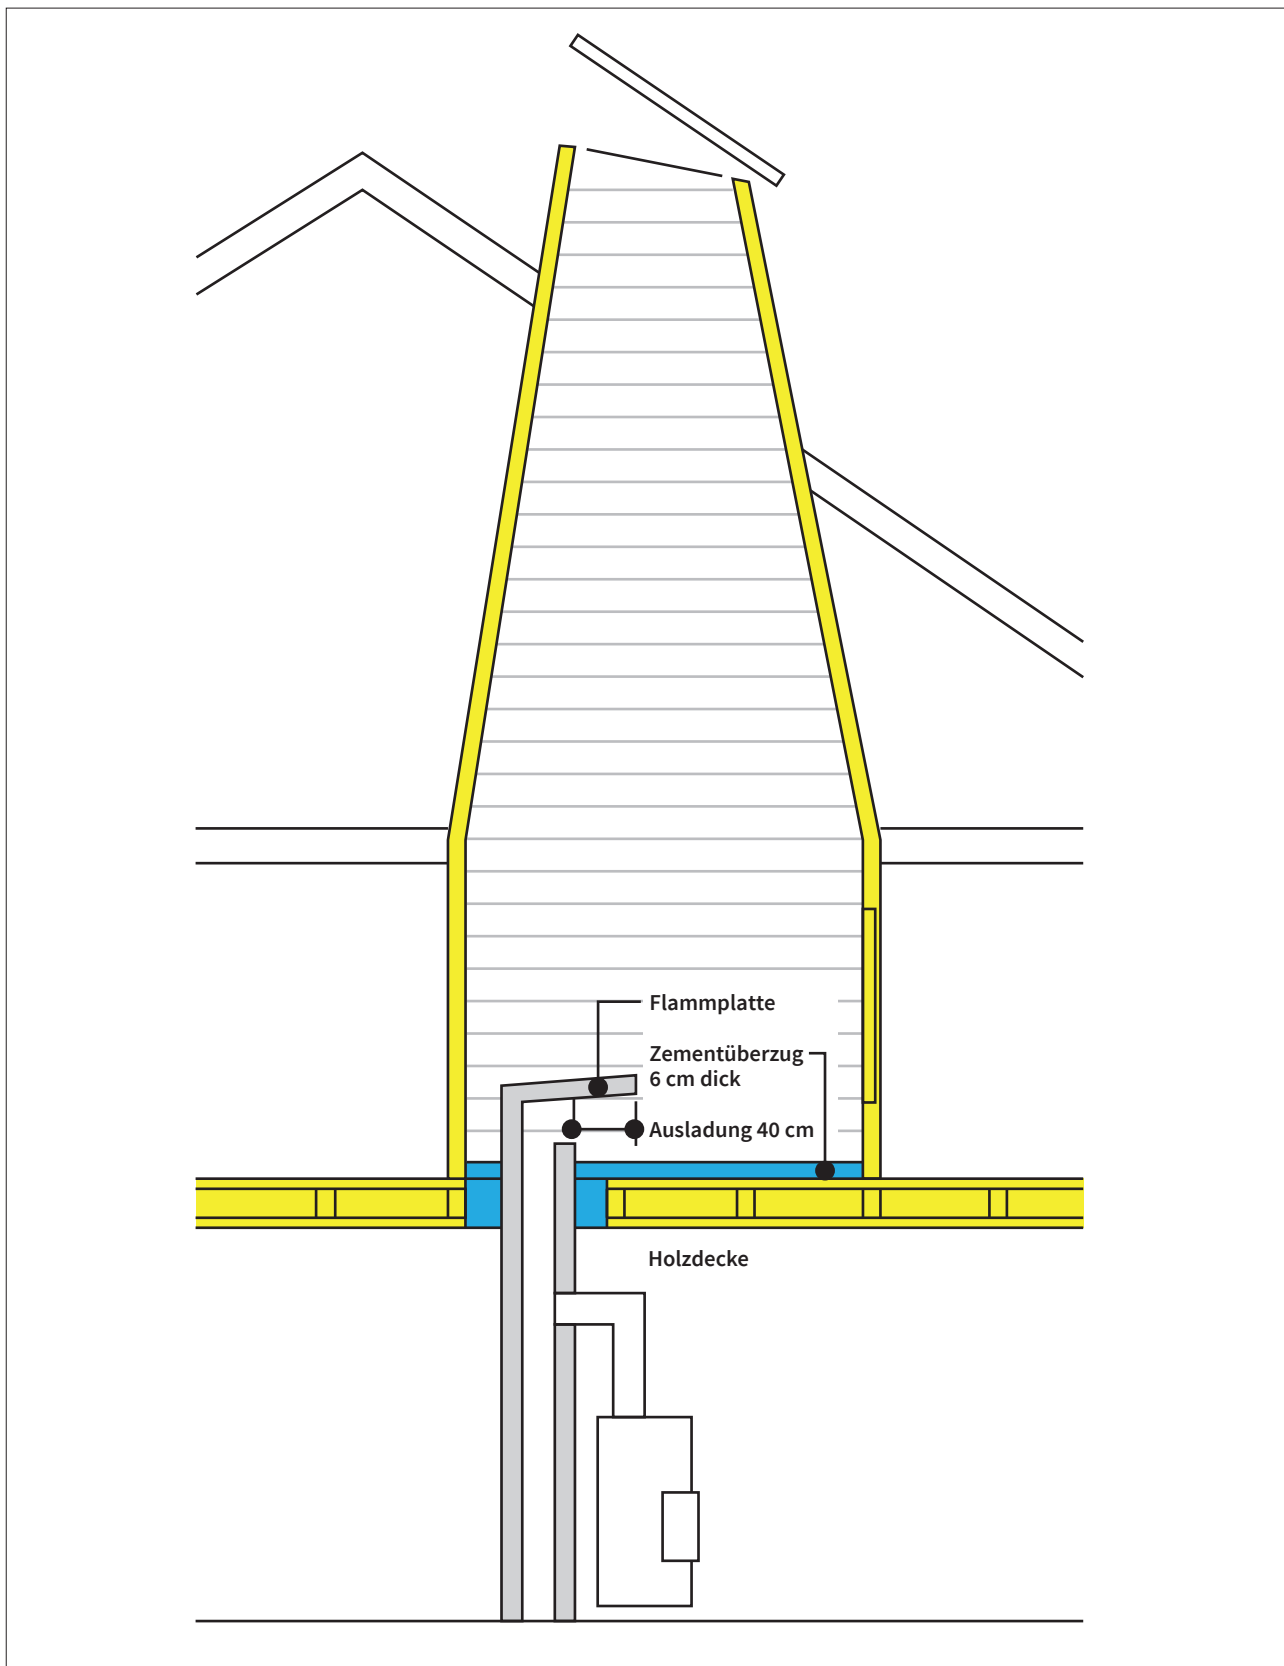 Flammplatte
Zementüberzug
6 cm dick
Ausladung 40 cm
Holzdecke